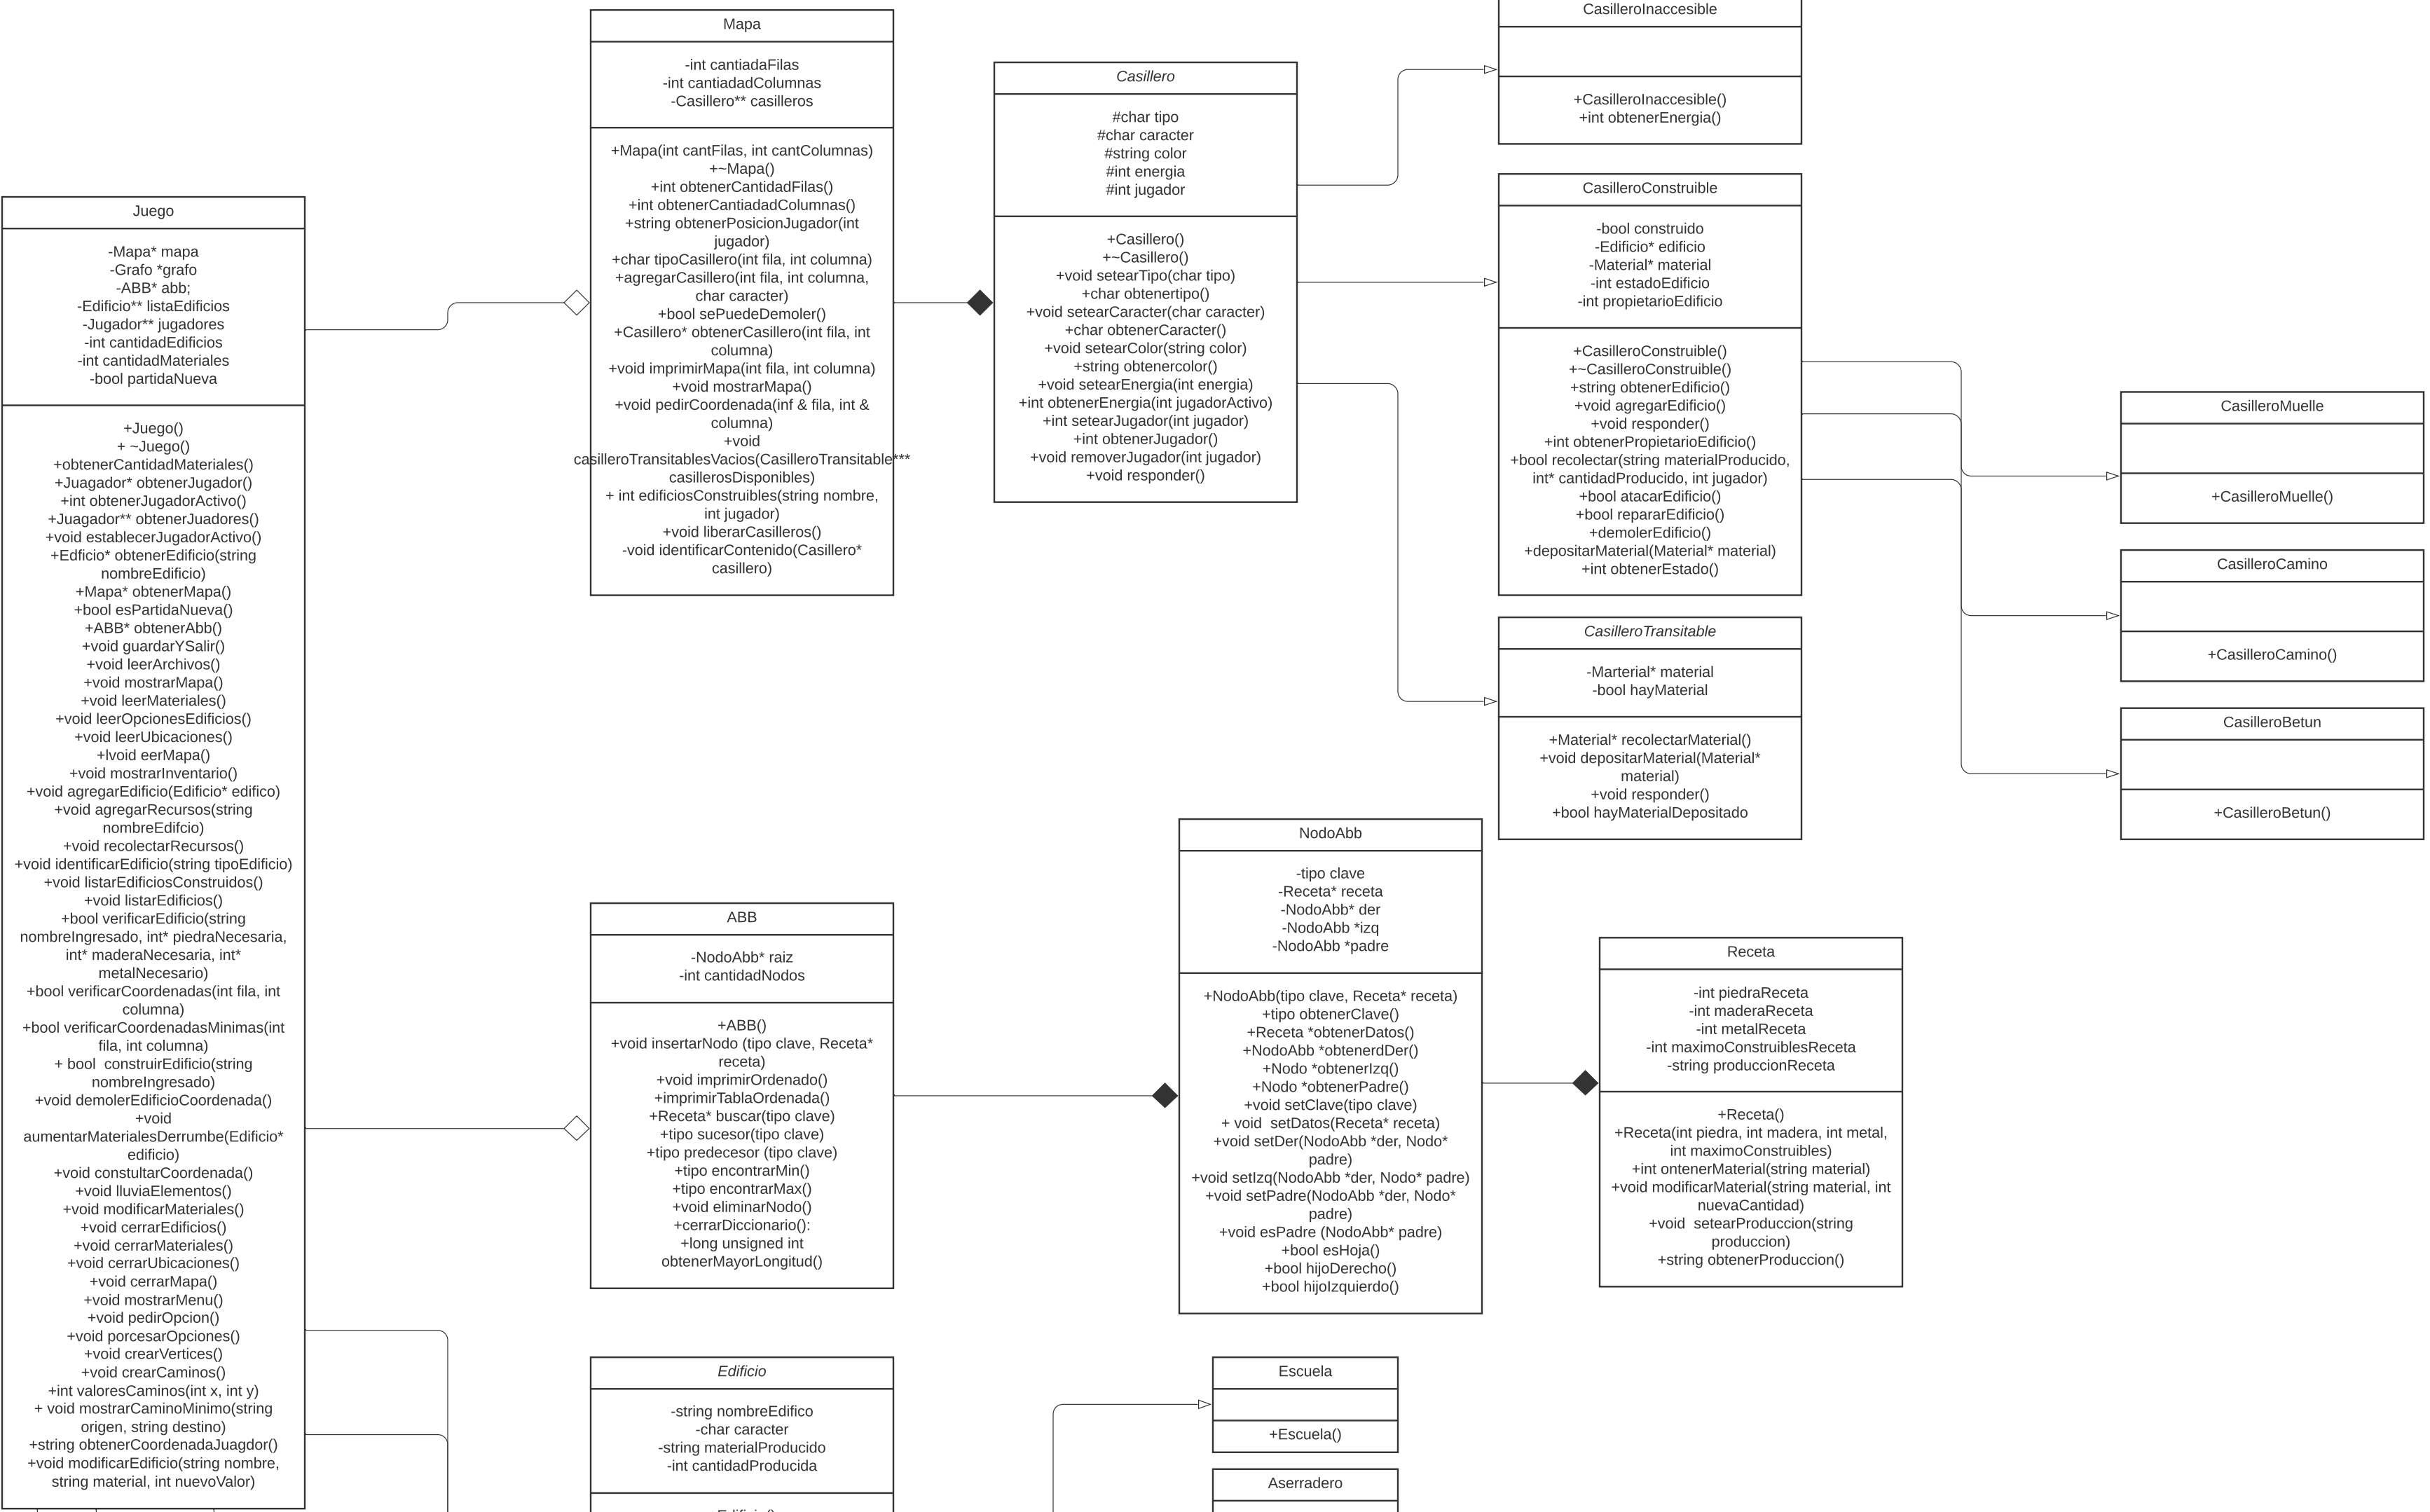 Juego
-Mapa* mapa
-Grafo *grafo
-ABB* abb;
-Edificio** listaEdificios
-Jugador** jugadores
-int cantidadEdificios
-int cantidadMateriales
-bool partidaNueva
+Juego()
+ ~Juego()
+obtenerCantidadMateriales()
+Juagador* obtenerJugador()
+int obtenerJugadorActivo()
+Juagador** obtenerJuadores()
+void establecerJugadorActivo()
+Edficio* obtenerEdificio(string
nombreEdificio)
+Mapa* obtenerMapa()
+bool esPartidaNueva()
+ABB* obtenerAbb()
+void guardarYSalir()
+void leerArchivos()
+void mostrarMapa()
+void leerMateriales()
+void leerOpcionesEdificios()
+void leerUbicaciones()
+lvoid eerMapa()
+void mostrarInventario()
+void agregarEdificio(Edificio* edifico)
+void agregarRecursos(string
nombreEdifcio)
+void recolectarRecursos()
+void identificarEdificio(string tipoEdificio)
+void listarEdificiosConstruidos()
+void listarEdificios()
+bool verificarEdificio(string
nombreIngresado, int* piedraNecesaria,
int* maderaNecesaria, int*
metalNecesario)
+bool verificarCoordenadas(int fila, int
columna)
+bool verificarCoordenadasMinimas(int
fila, int columna)
+ bool  construirEdificio(string
nombreIngresado)
+void demolerEdificioCoordenada()
+void
aumentarMaterialesDerrumbe(Edificio*
edificio)
+void constultarCoordenada()
+void lluviaElementos()
+void modificarMateriales()
+void cerrarEdificios()
+void cerrarMateriales()
+void cerrarUbicaciones()
+void cerrarMapa()
+void mostrarMenu()
+void pedirOpcion()
+void porcesarOpciones()
+void crearVertices()
+void crearCaminos()
+int valoresCaminos(int x, int y)
+ void mostrarCaminoMinimo(string
origen, string destino)
+string obtenerCoordenadaJuagdor()
+void modificarEdificio(string nombre,
string material, int nuevoValor)
Mapa
-int cantiadaFilas
-int cantiadadColumnas
-Casillero** casilleros
+Mapa(int cantFilas, int cantColumnas)
+~Mapa()
+int obtenerCantidadFilas()
+int obtenerCantiadadColumnas()
+string obtenerPosicionJugador(int
jugador)
+char tipoCasillero(int fila, int columna)
+agregarCasillero(int fila, int columna,
char caracter)
+bool sePuedeDemoler()
+Casillero* obtenerCasillero(int fila, int
columna)
+void imprimirMapa(int fila, int columna)
+void mostrarMapa()
+void pedirCoordenada(inf & fila, int &
columna)
+void
casilleroTransitablesVacios(CasilleroTransitable***
casillerosDisponibles)
+ int edificiosConstruibles(string nombre,
int jugador)
+void liberarCasilleros()
-void identificarContenido(Casillero*
casillero)
Casillero
#char tipo
#char caracter
#string color
#int energia
#int jugador
+Casillero()
+~Casillero()
+void setearTipo(char tipo)
+char obtenertipo()
+void setearCaracter(char caracter)
+char obtenerCaracter()
+void setearColor(string color)
+string obtenercolor()
+void setearEnergia(int energia)
+int obtenerEnergia(int jugadorActivo)
+int setearJugador(int jugador)
+int obtenerJugador()
+void removerJugador(int jugador)
+void responder()
CasilleroInaccesible
+CasilleroInaccesible()
+int obtenerEnergia()
CasilleroConstruible
-bool construido
-Edificio* edificio
-Material* material
-int estadoEdificio
-int propietarioEdificio
+CasilleroConstruible()
+~CasilleroConstruible()
+string obtenerEdificio()
+void agregarEdificio()
+void responder()
+int obtenerPropietarioEdificio()
+bool recolectar(string materialProducido,
int* cantidadProducido, int jugador)
+bool atacarEdificio()
+bool repararEdificio()
+demolerEdificio()
+depositarMaterial(Material* material)
+int obtenerEstado()
CasilleroTransitable
-Marterial* material
-bool hayMaterial
+Material* recolectarMaterial()
+void depositarMaterial(Material*
material)
+void responder()
+bool hayMaterialDepositado
CasilleroMuelle
+CasilleroMuelle()
CasilleroCamino
+CasilleroCamino()
CasilleroBetun
+CasilleroBetun()
ABB
-NodoAbb* raiz
-int cantidadNodos
+ABB()
+void insertarNodo (tipo clave, Receta*
receta)
+void imprimirOrdenado()
+imprimirTablaOrdenada()
+Receta* buscar(tipo clave)
+tipo sucesor(tipo clave)
+tipo predecesor (tipo clave)
+tipo encontrarMin()
+tipo encontrarMax()
+void eliminarNodo()
+cerrarDiccionario():
+long unsigned int
obtenerMayorLongitud()
NodoAbb
-tipo clave
-Receta* receta
-NodoAbb* der
-NodoAbb *izq
-NodoAbb *padre
+NodoAbb(tipo clave, Receta* receta)
+tipo obtenerClave()
+Receta *obtenerDatos()
+NodoAbb *obtenerdDer()
+Nodo *obtenerIzq()
+Nodo *obtenerPadre()
+void setClave(tipo clave)
+ void  setDatos(Receta* receta)
+void setDer(NodoAbb *der, Nodo*
padre)
+void setIzq(NodoAbb *der, Nodo* padre)
+void setPadre(NodoAbb *der, Nodo*
padre)
+void esPadre (NodoAbb* padre)
+bool esHoja()
+bool hijoDerecho()
+bool hijoIzquierdo()
Receta
-int piedraReceta
-int maderaReceta
-int metalReceta
-int maximoConstruiblesReceta
-string produccionReceta
+Receta()
+Receta(int piedra, int madera, int metal,
int maximoConstruibles)
+int ontenerMaterial(string material)
+void modificarMaterial(string material, int
nuevaCantidad)
+void  setearProduccion(string
produccion)
+string obtenerProduccion()
Edificio
-string nombreEdifico
-char caracter
-string materialProducido
-int cantidadProducida
Escuela
+Escuela()
Aserradero